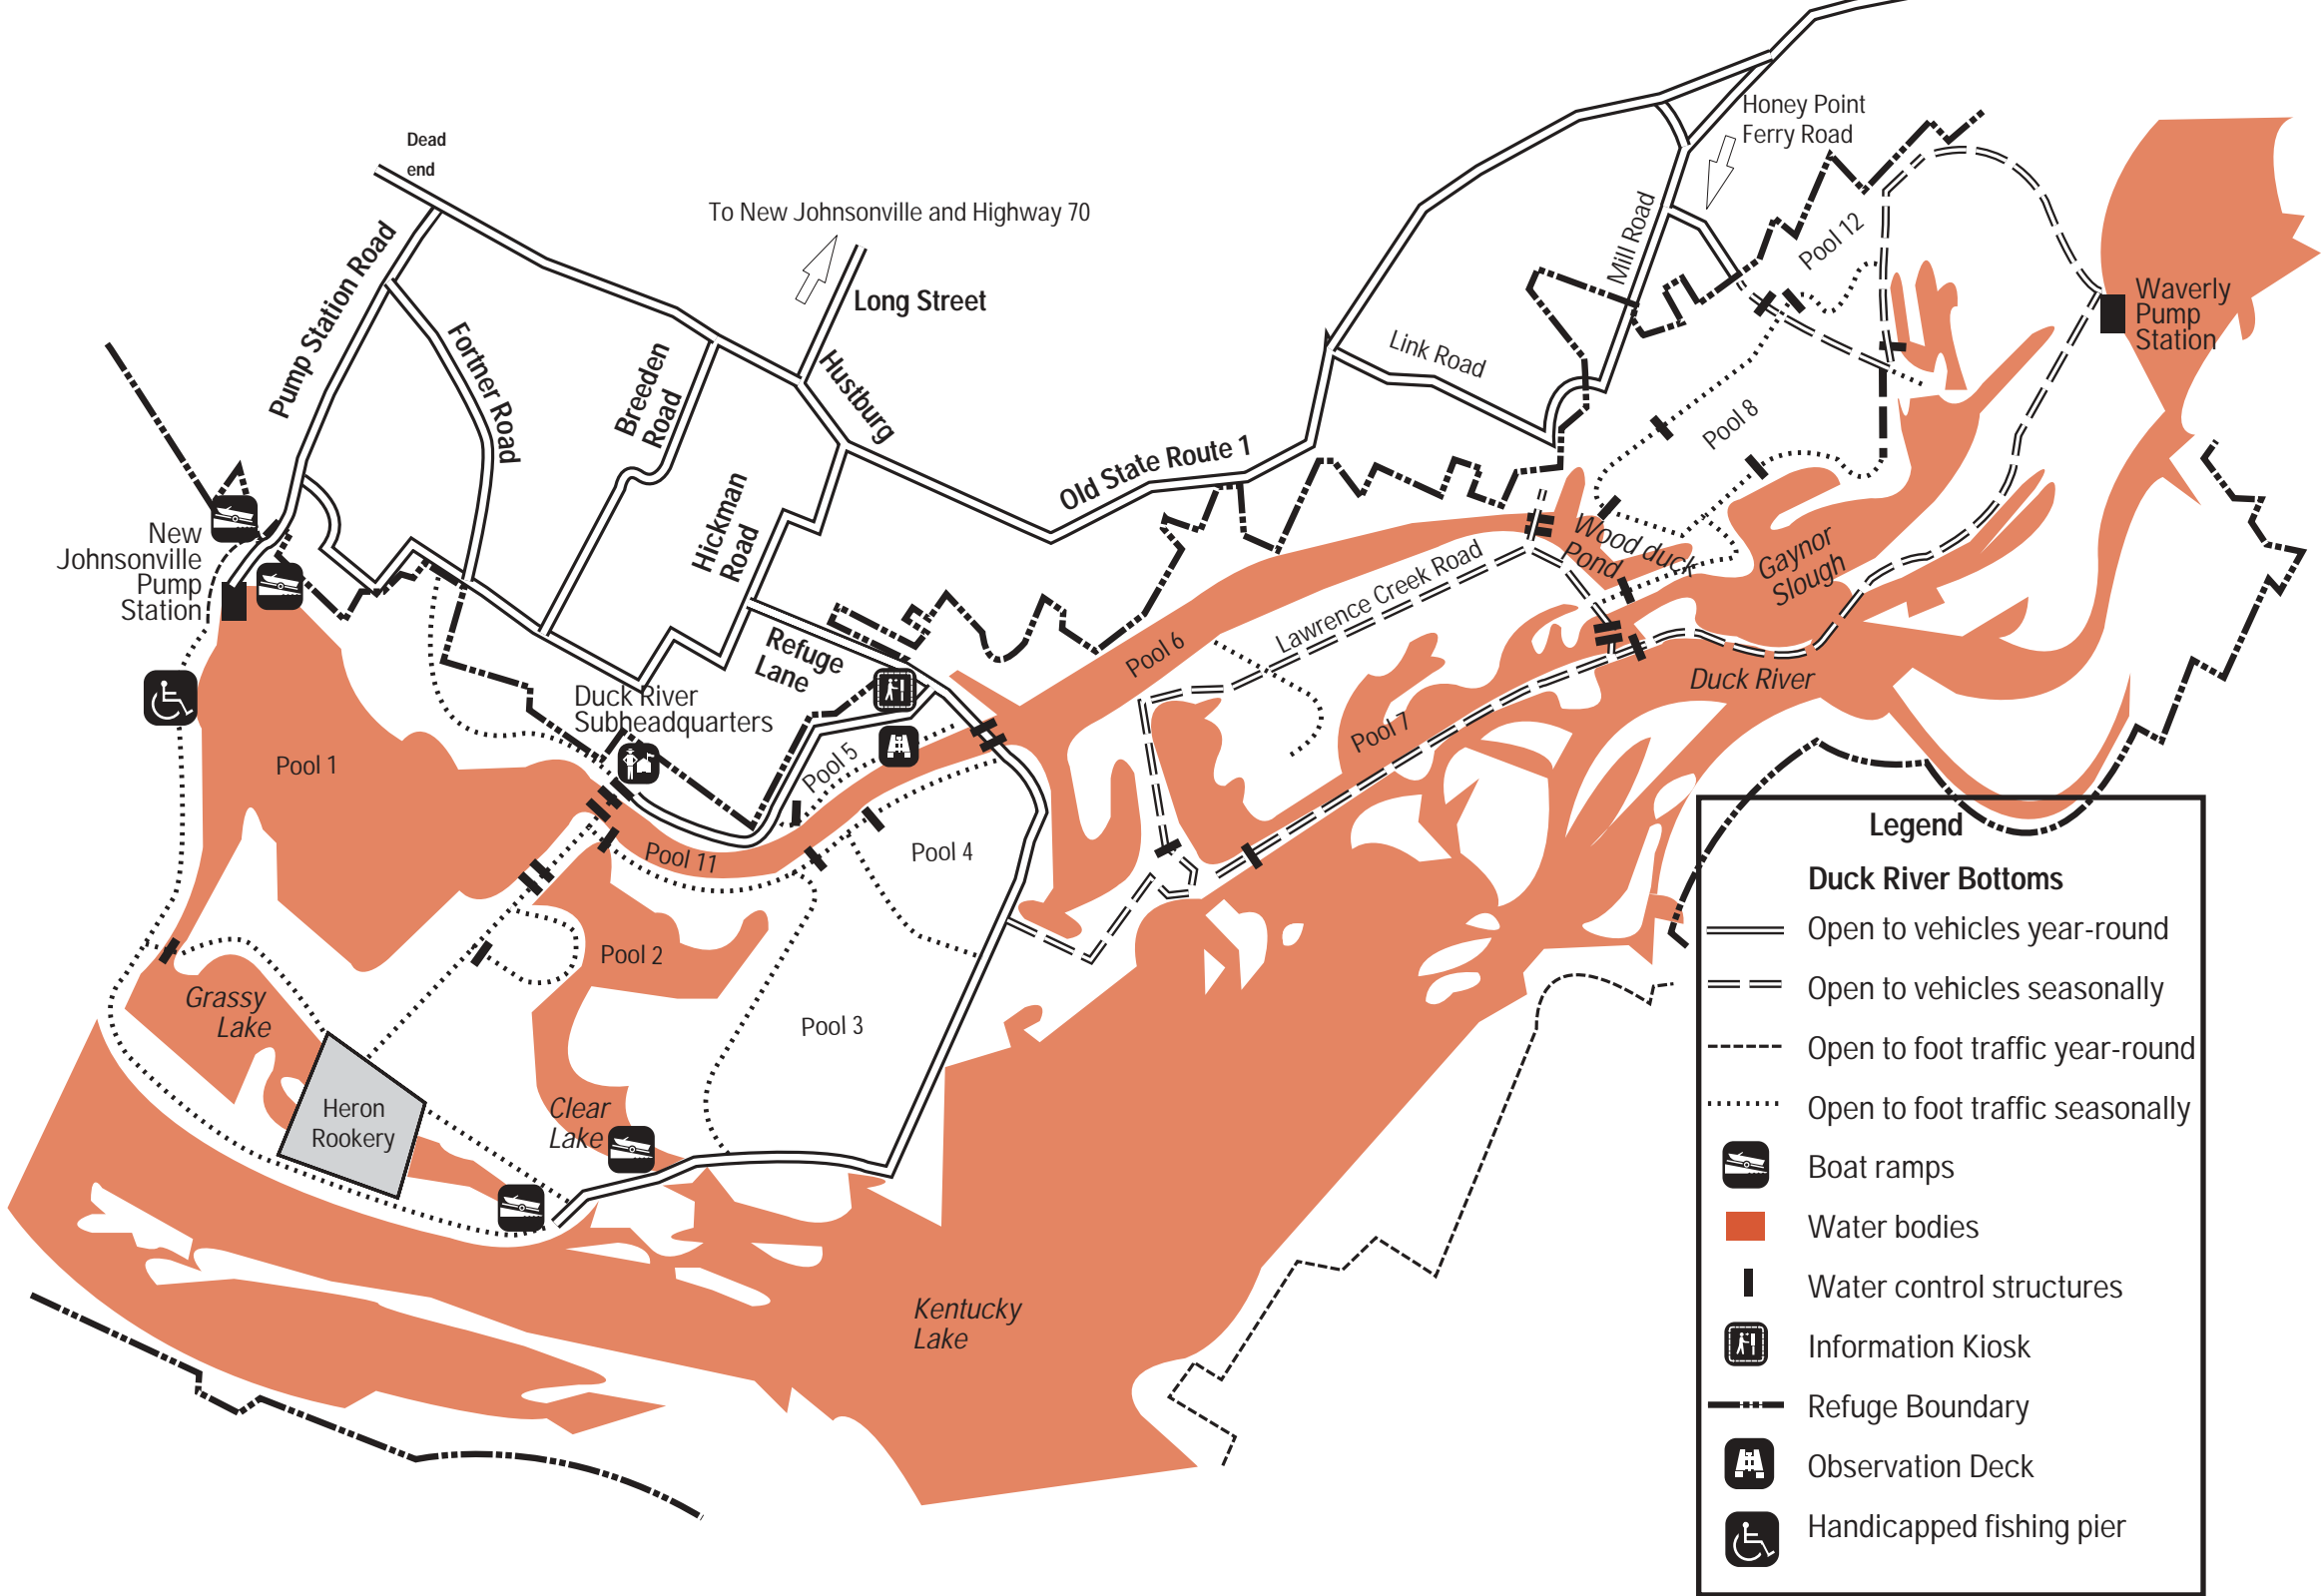 Dead
end
To New Johnsonville and Highway 70
Honey Point
Ferry Road
Pump Station Road
Fortner Road
Breeden
Road
Long Street
Hustburg
Hickman
Road
Old State Route 1
Link Road
Mill Road
Pool 12
Waverly
Pump
Station
Pool 8
New
Johnsonville
Pump
Station
Wood duck
Pond
Gaynor
Slough
Lawrence Creek Road
Refuge
Lane
Pool 6
Duck River
Duck River
Subheadquarters
Pool 7
Pool 1
Pool 5
Pool 11
Pool 4
Pool 2
Pool 3
Grassy
Lake
Heron
Rookery
Clear
Lake
Kentucky
Lake
Legend
Duck River Bottoms
Open to vehicles year-round
Open to vehicles seasonally
Open to foot traffic year-round
Open to foot traffic seasonally
Boat ramps
Water bodies
Water control structures
Information Kiosk
Refuge Boundary
Observation Deck
Handicapped fishing pier